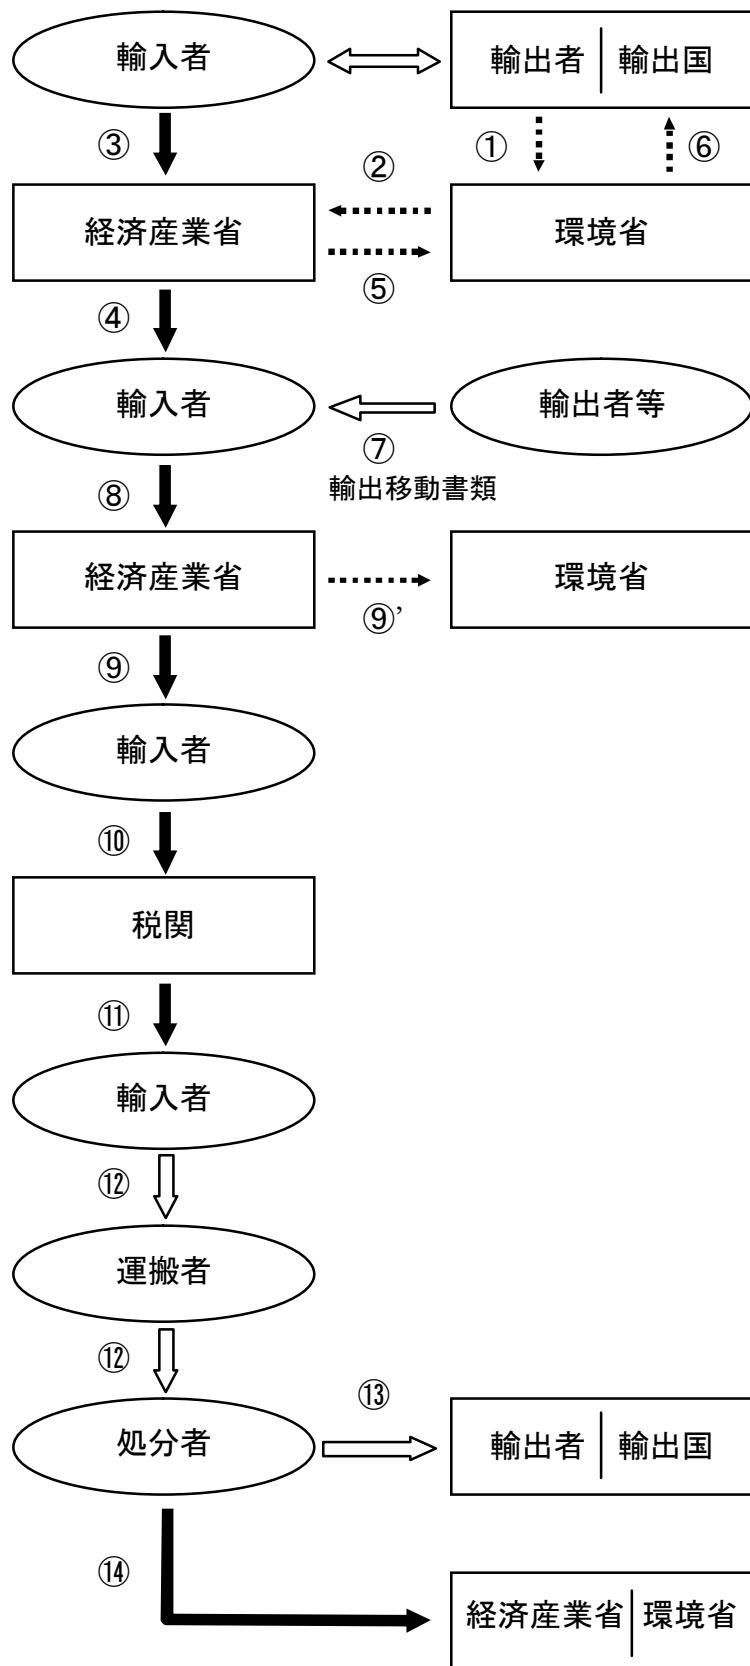 輸入者
輸出者 輸出国
③
①
⑥
②
経済産業省
環境省
⑤
④
輸入者
輸出者等
⑦
輸出移動書類
⑧
経済産業省
環境省
⑨’
⑨
輸入者
⑩
税関
⑪
輸入者
⑫
運搬者
⑫
⑬
処分者
輸出者 輸出国
⑭
経済産業省 環境省